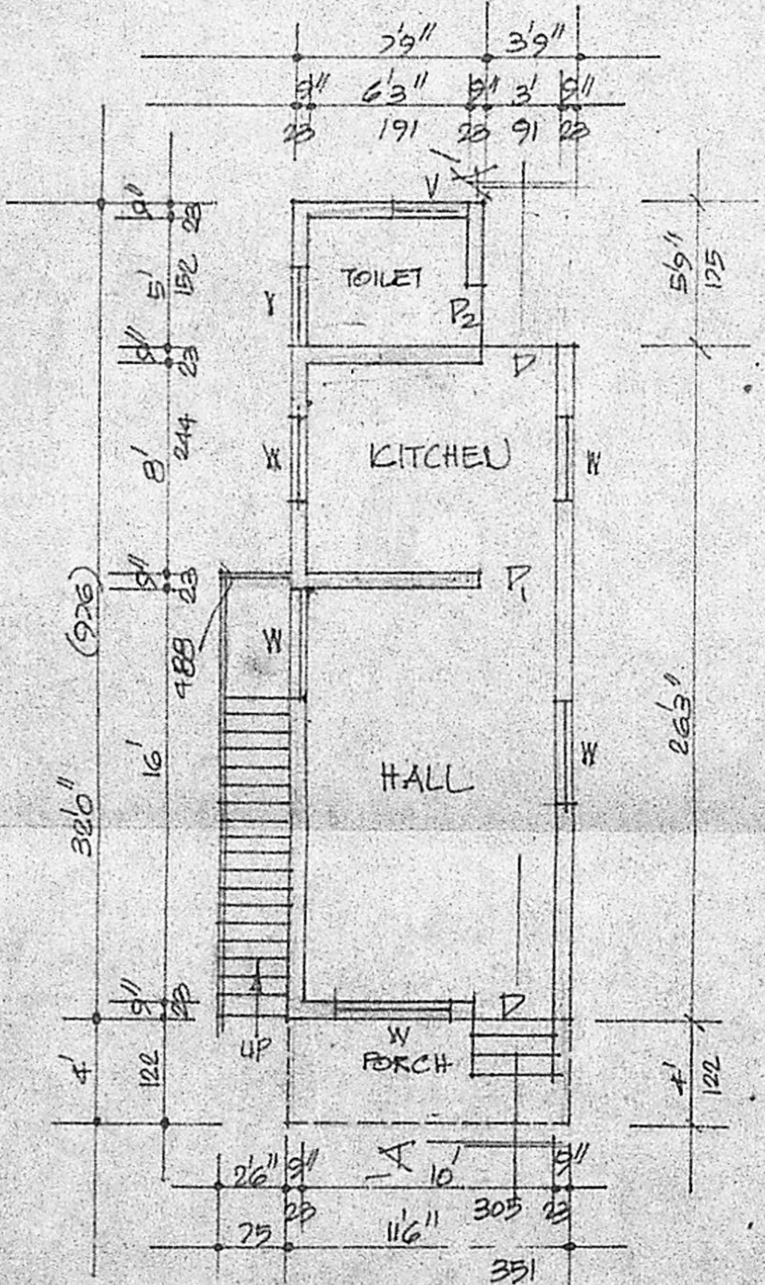 7'9" 3'9"
9" 6'3" 9" 3' 9"
23 191 23 91 23
V
9" 23
5' 152
5'9" 175
TOILET
V
D2
9" 23
D
8' 244
W KITCHEN W
9" 23
D1
(976)
488
W
16'
26'3"
W
HALL
32'0"
9" 23
D
W
UP
PORCH
4' 122
4' 122
A
2'6" 9" 10' 9"
23 305 23
75 11'6"
351